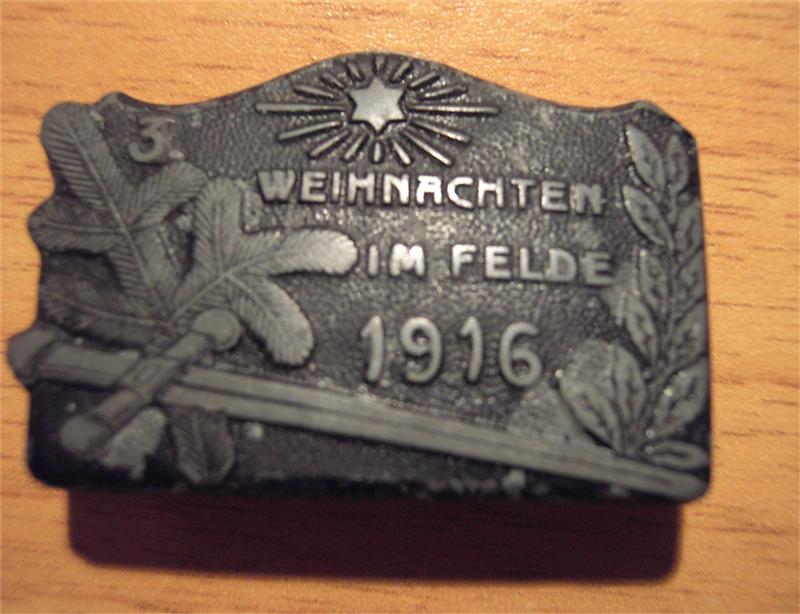 3.
WEIHNACHTEN
IM FELDE
1916